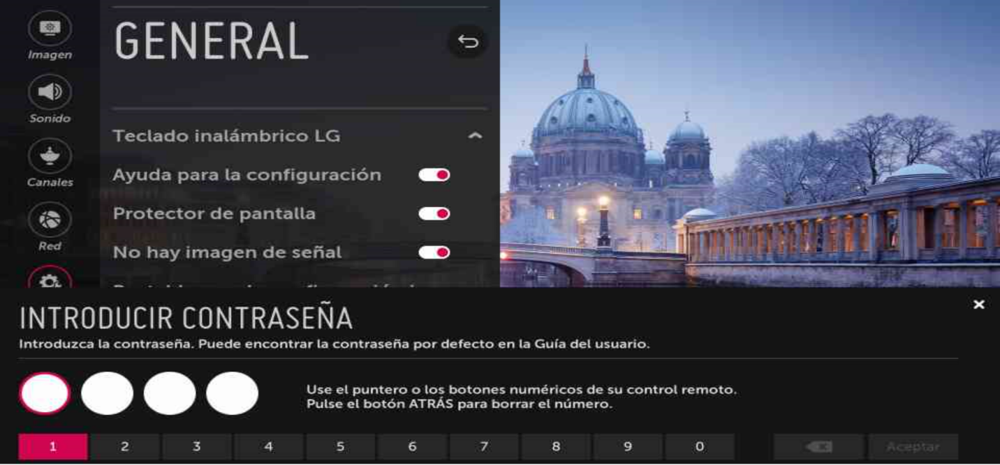 Imagen
GENERAL
Sonido
Teclado inalámbrico LG
Canales
Ayuda para la configuración
Protector de pantalla
Red
No hay imagen de señal
INTRODUCIR CONTRASEÑA
Introduzca la contraseña. Puede encontrar la contraseña por defecto en la Guía del usuario.
Use el puntero o los botones numéricos de su control remoto.
Pulse el botón ATRÁS para borrar el número.
1 2 3 4 5 6 7 8 9 0 Aceptar